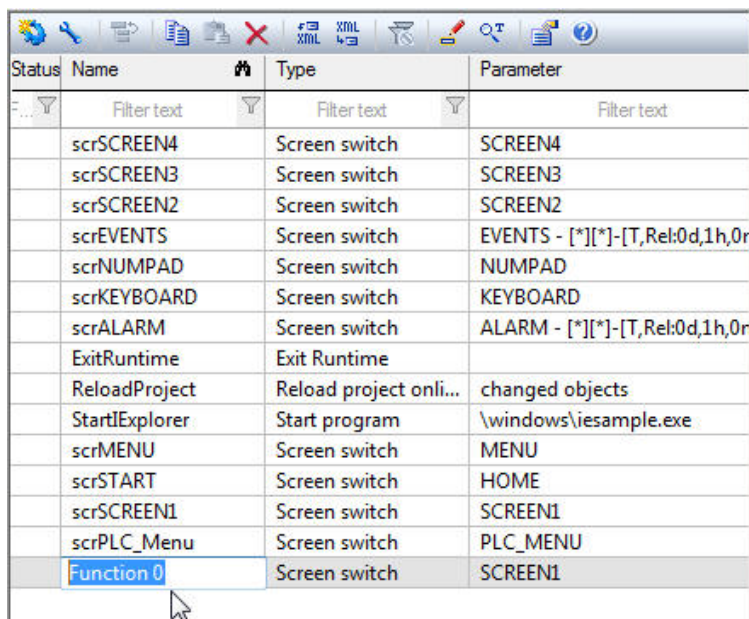 XML XML
Status Name Type Parameter
F... Filter text Filter text Filter text
scrSCREEN4 Screen switch SCREEN4
scrSCREEN3 Screen switch SCREEN3
scrSCREEN2 Screen switch SCREEN2
scrEVENTS Screen switch EVENTS - [*][*]-[T,Rel:0d,1h,0
scrNUMPAD Screen switch NUMPAD
scrKEYBOARD Screen switch KEYBOARD
scrALARM Screen switch ALARM - [*][*]-[T,Rel:0d,1h,0
ExitRuntime Exit Runtime
ReloadProject Reload project onli... changed objects
StartIExplorer Start program \windows\iesample.exe
scrMENU Screen switch MENU
scrSTART Screen switch HOME
scrSCREEN1 Screen switch SCREEN1
scrPLC_Menu Screen switch PLC_MENU
Function 0 Screen switch SCREEN1